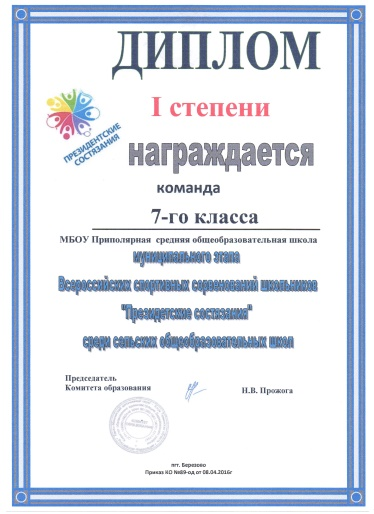 ДИПЛОМ
I степени
ПРЕЗИДЕНТСКИЕ
СОСТЯЗАНИЯ
награждается
команда
7-го класса
МБОУ Приполярная средняя общеобразовательная школа
муниципального этапа
Всероссийских спортивных соревнований школьников
"Президетские состязания"
среди сельских общеобразовательных школ
Председатель
Комитета образования
Н.В. Прожога
пгт. Березово
Приказ КО №89-од от 08.04.2016г